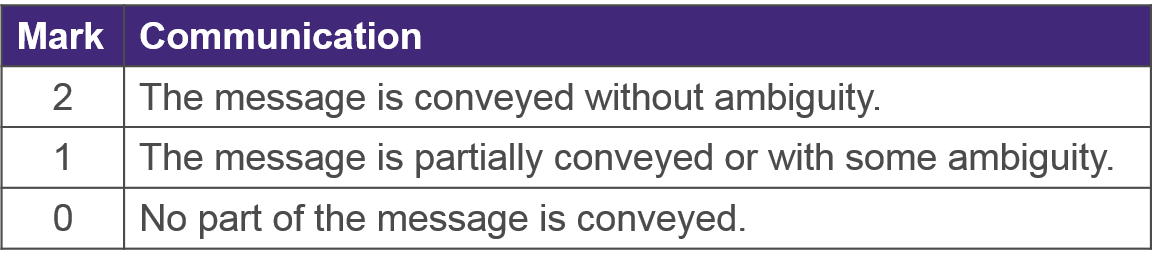 Mark Communication
2 The message is conveyed without ambiguity.
1 The message is partially conveyed or with some ambiguity.
0 No part of the message is conveyed.